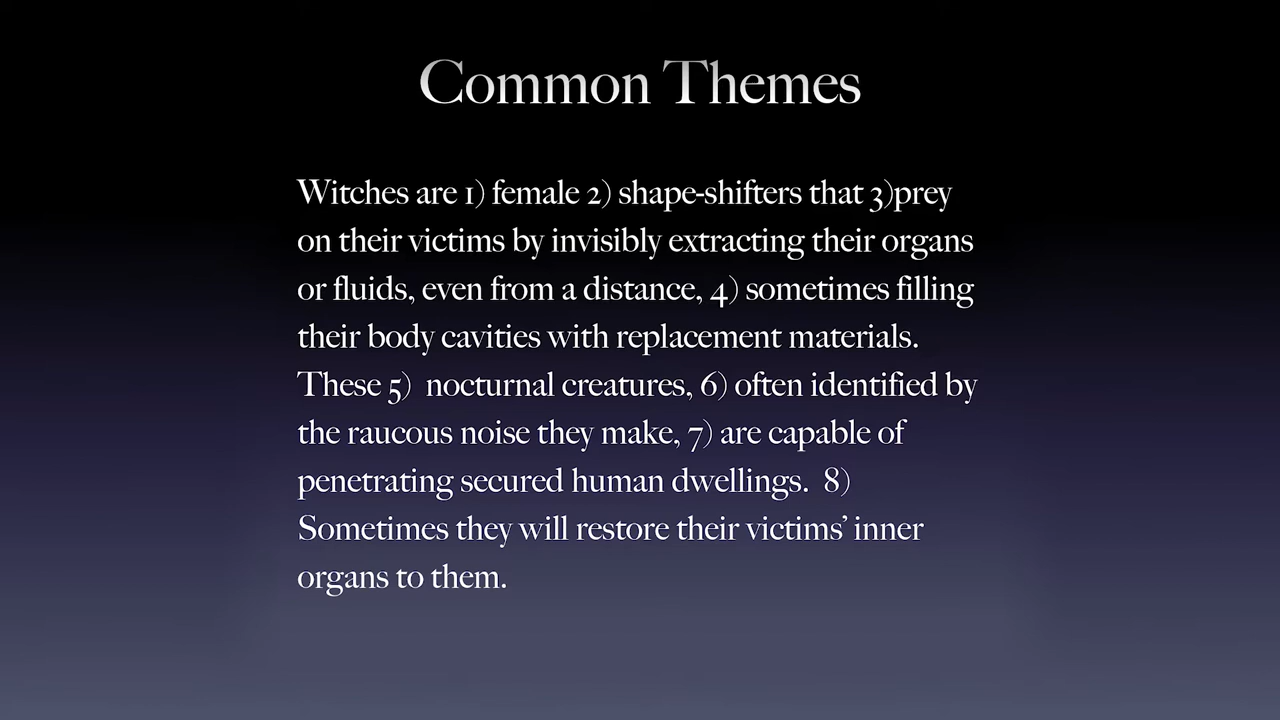 Common Themes
Witches are 1) female 2) shape-shifters that 3)prey
on their victims by invisibly extracting their organs
or fluids, even from a distance, 4) sometimes filling
their body cavities with replacement materials.
These 5)  nocturnal creatures, 6) often identified by
the raucous noise they make, 7) are capable of
penetrating secured human dwellings.  8)
Sometimes they will restore their victims’ inner
organs to them.